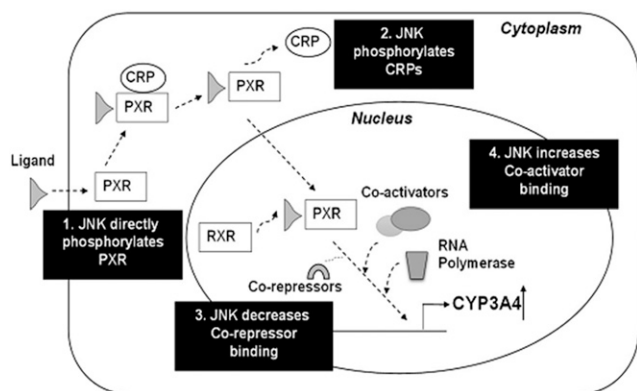 Cytoplasm
CRP
2. JNK
phosphorylates
CRPs
CRP
PXR
PXR
Nucleus
Ligand
PXR
4. JNK increases
Co-activator
binding
Co-activators
1. JNK directly
phosphorylates
PXR
RXR
PXR
RNA
Polymerase
Co-repressors
CYP3A4
3. JNK decreases
Co-repressor
binding